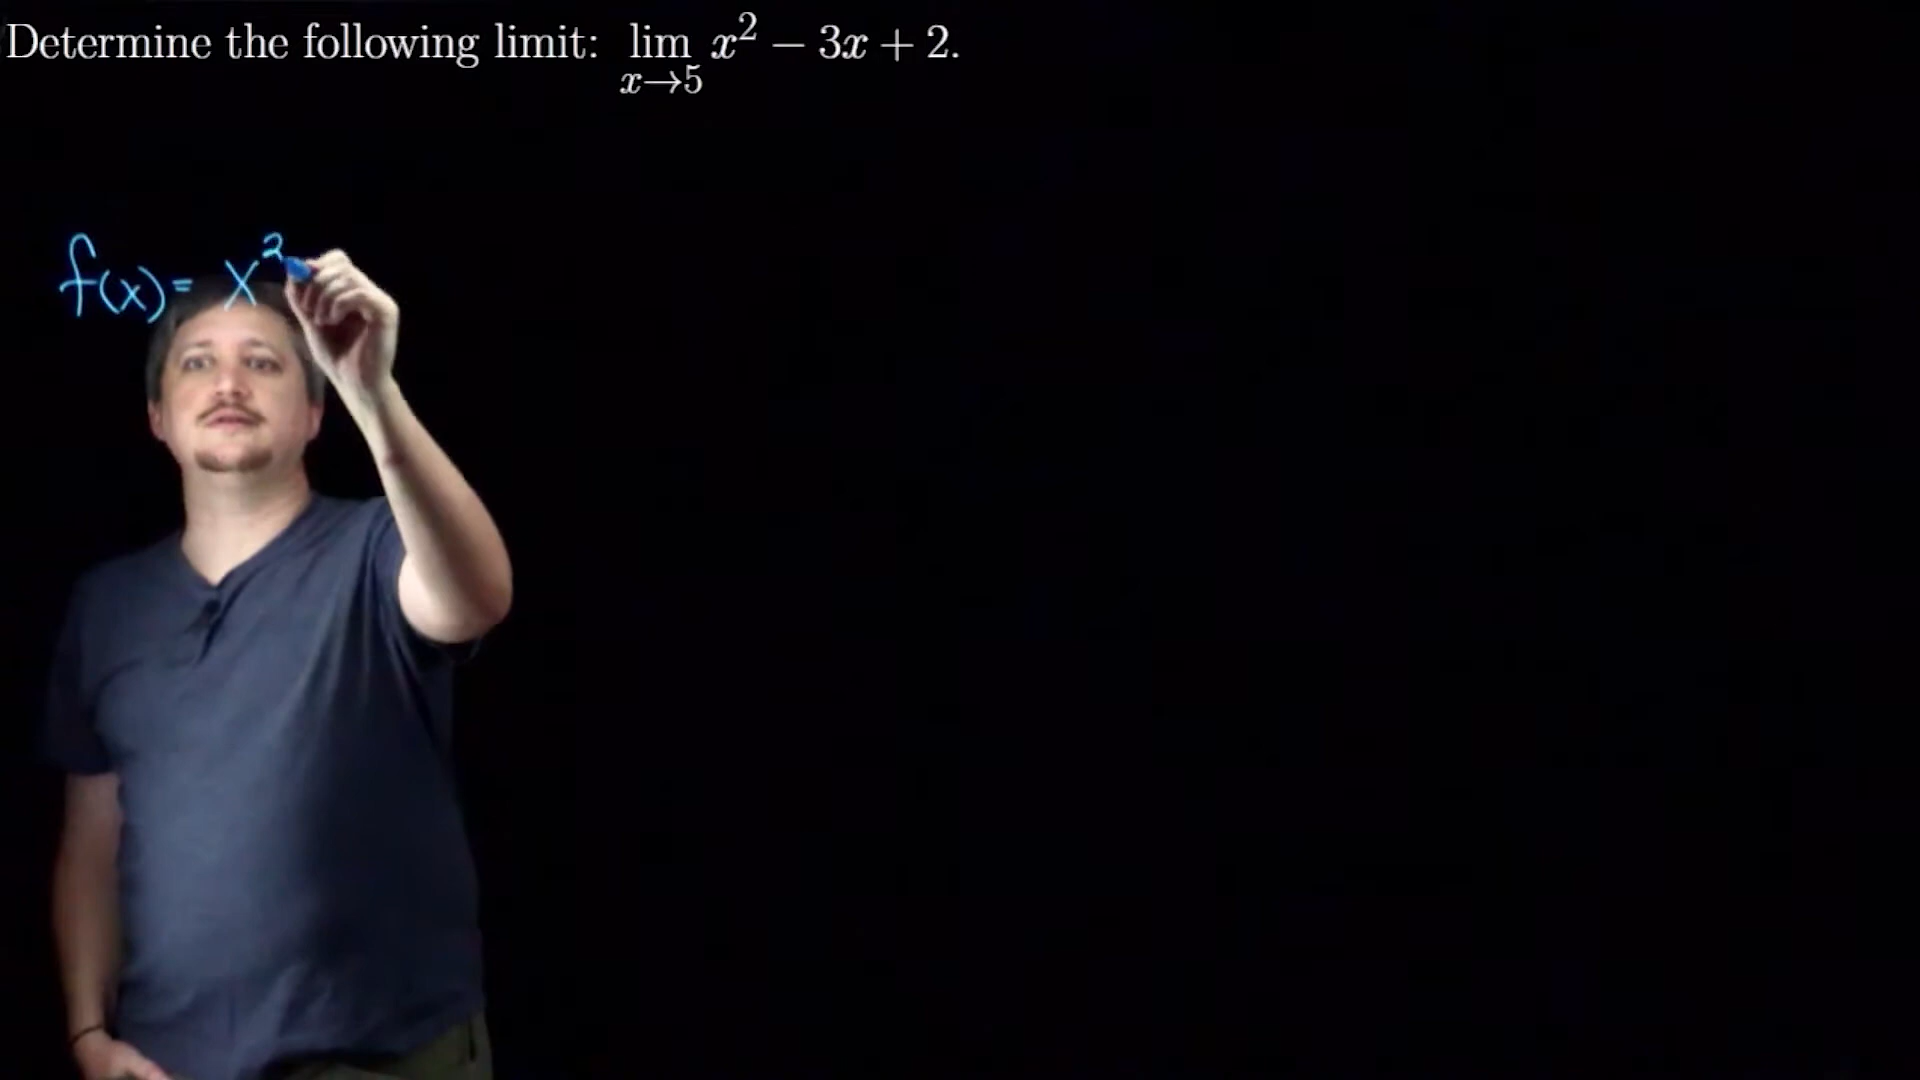 Determine the following limit: lim x² − 3x + 2.
x→5
f(x) = x²